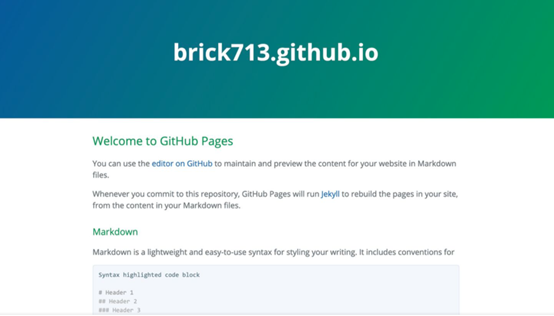 brick713.github.io
Welcome to GitHub Pages
You can use the editor on GitHub to maintain and preview the content for your website in Markdown
files.
Whenever you commit to this repository, GitHub Pages will run Jekyll to rebuild the pages in your site,
from the content in your Markdown files.
Markdown
Markdown is a lightweight and easy-to-use syntax for styling your writing. It includes conventions for
Syntax highlighted code block
# Header 1
## Header 2
### Header 3